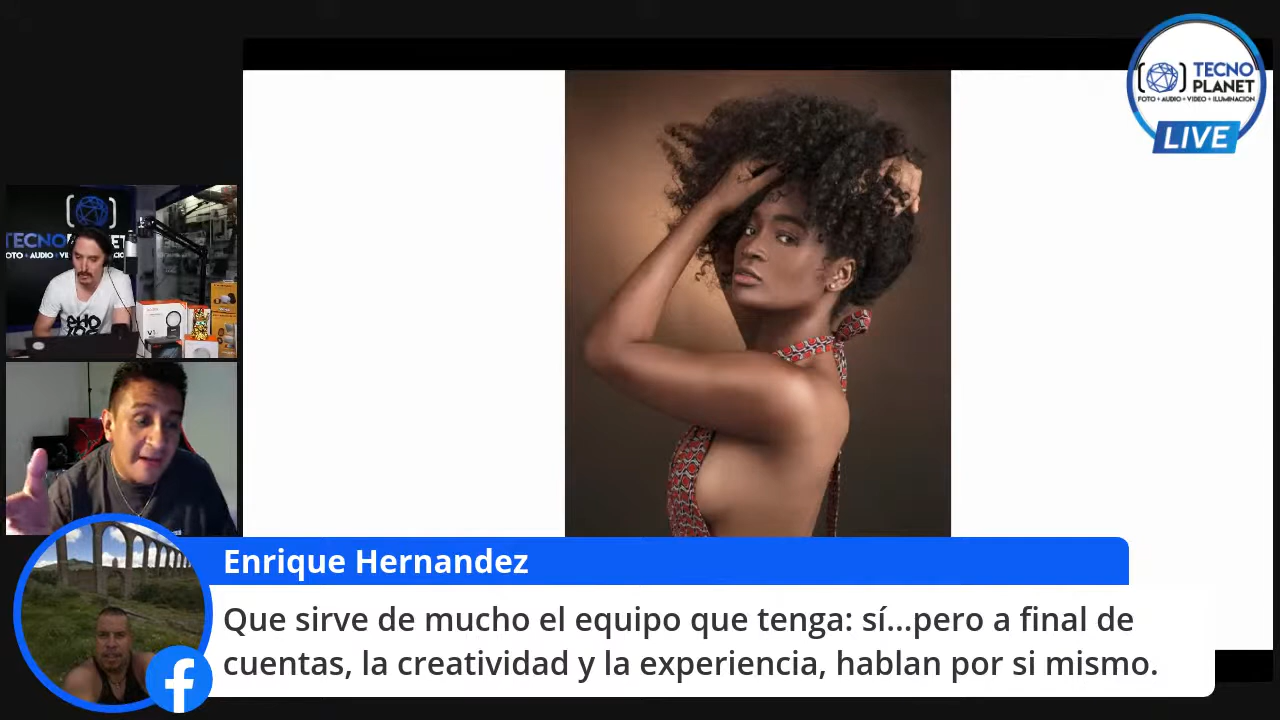 TECNO
PLANET
FOTO + AUDIO + VIDEO + ILUMINACION
LIVE
TECNOPLANET
Enrique Hernandez
Que sirve de mucho el equipo que tenga: sí...pero a final de
cuentas, la creatividad y la experiencia, hablan por si mismo.